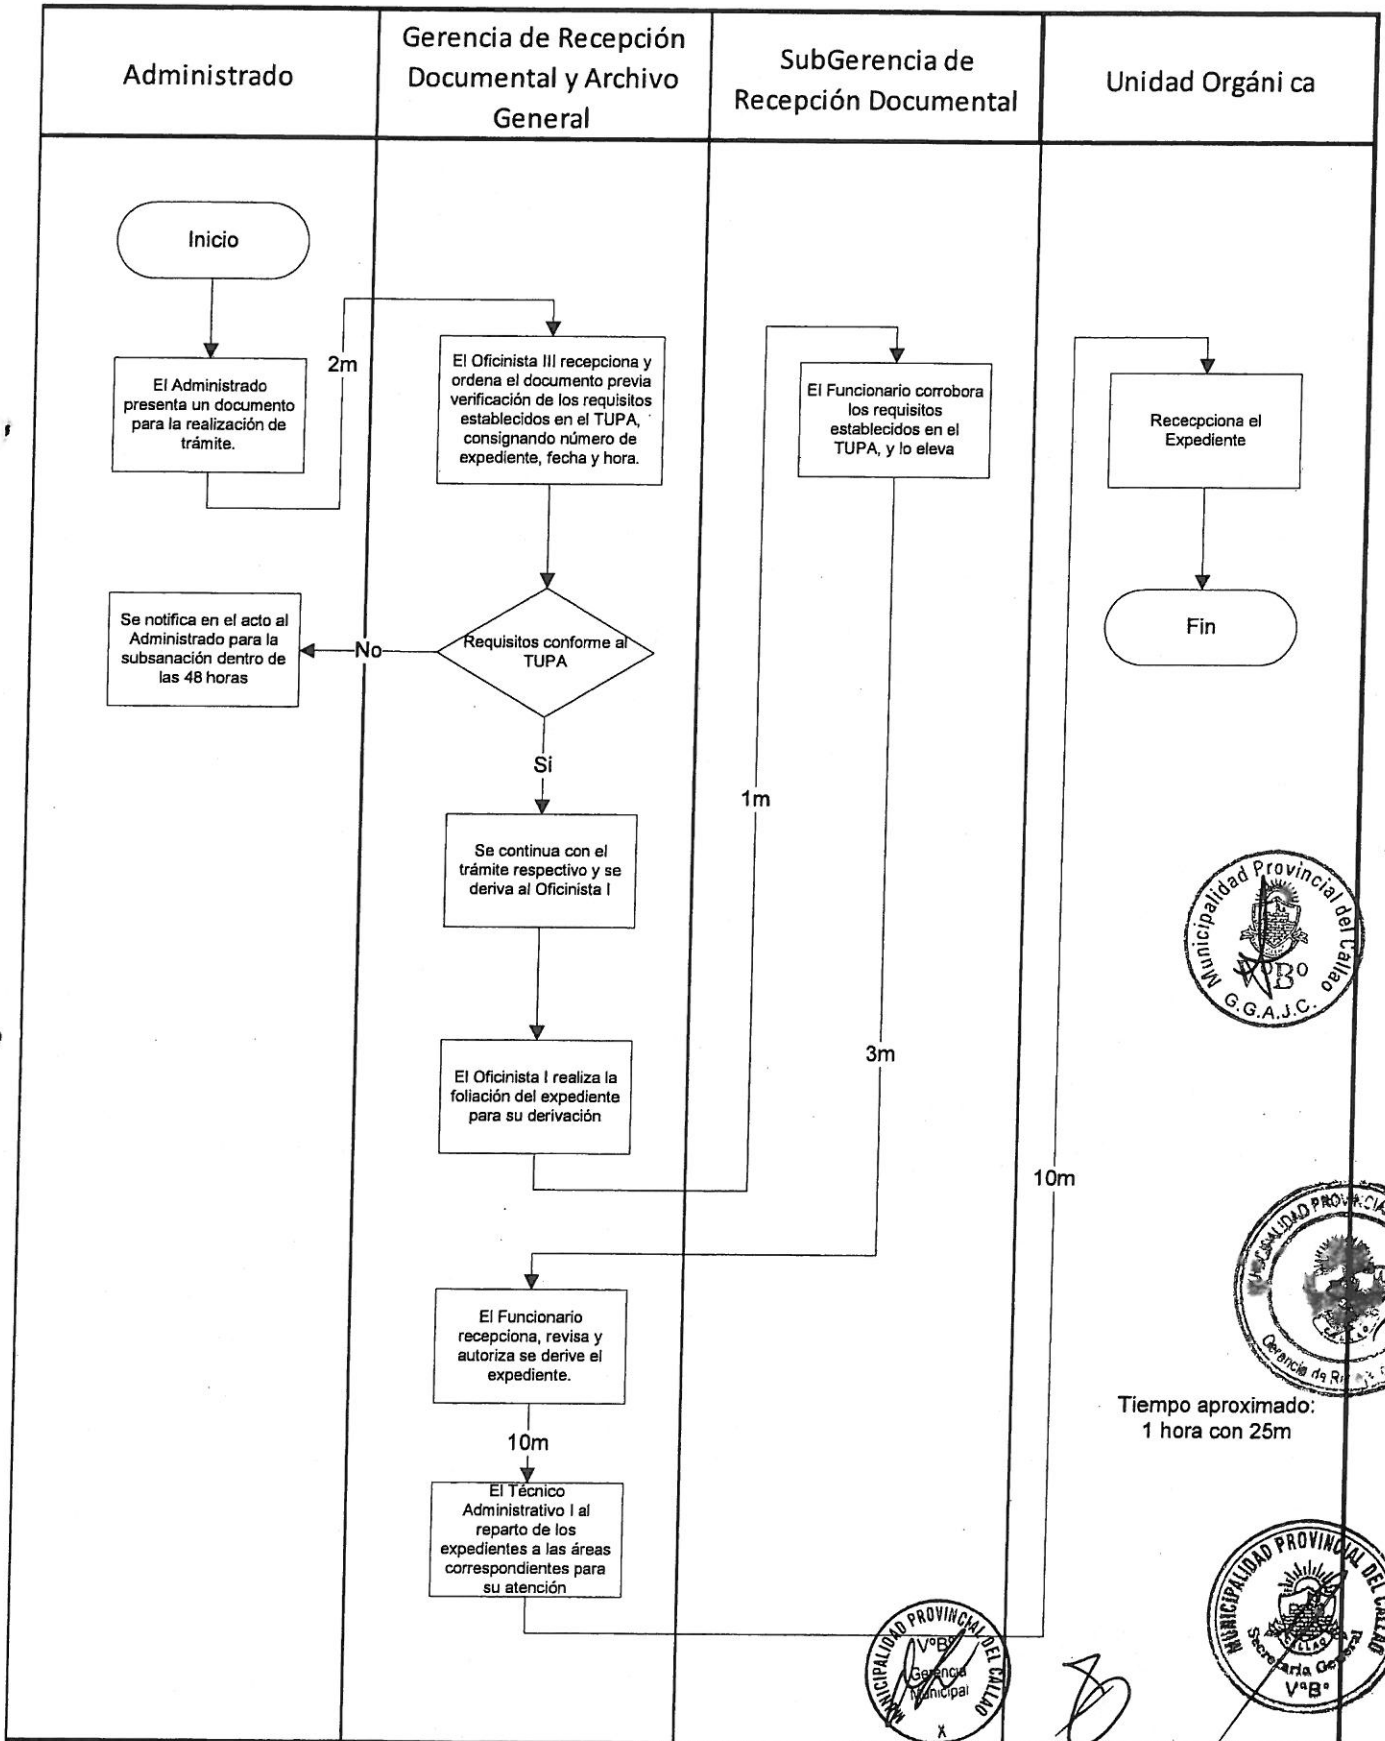 Administrado
Gerencia de Recepción
Documental y Archivo
General
SubGerencia de
Recepción Documental
Unidad Orgáni ca
Inicio
El Administrado
presenta un documento
para la realización de
trámite.
2m
El Oficinista III recepciona y
ordena el documento previa
verificación de los requisitos
establecidos en el TUPA,
consignando número de
expediente, fecha y hora.
El Funcionario corrobora
los requisitos
establecidos en el
TUPA, y lo eleva
Rececpciona el
Expediente
Se notifica en el acto al
Administrado para la
subsanación dentro de
las 48 horas
No
Requisitos conforme al
TUPA
Fin
Si
1m
Se continua con el
trámite respectivo y se
deriva al Oficinista I
Municipalidad Provincial del Callao
VºBº
G.G.A.J.C.
3m
El Oficinista I realiza la
foliación del expediente
para su derivación
10m
El Funcionario
recepciona, revisa y
autoriza se derive el
expediente.
Gerencia de
Tiempo aproximado:
1 hora con 25m
10m
El Técnico
Administrativo I al
reparto de los
expedientes a las áreas
correspondientes para
su atención
MUNICIPALIDAD PROVINCIAL DEL CALLAO
VºBº
Gerencia
Municipal
MUNICIPALIDAD PROVINCIAL DEL CALLAO
Secretaria General
VºBº